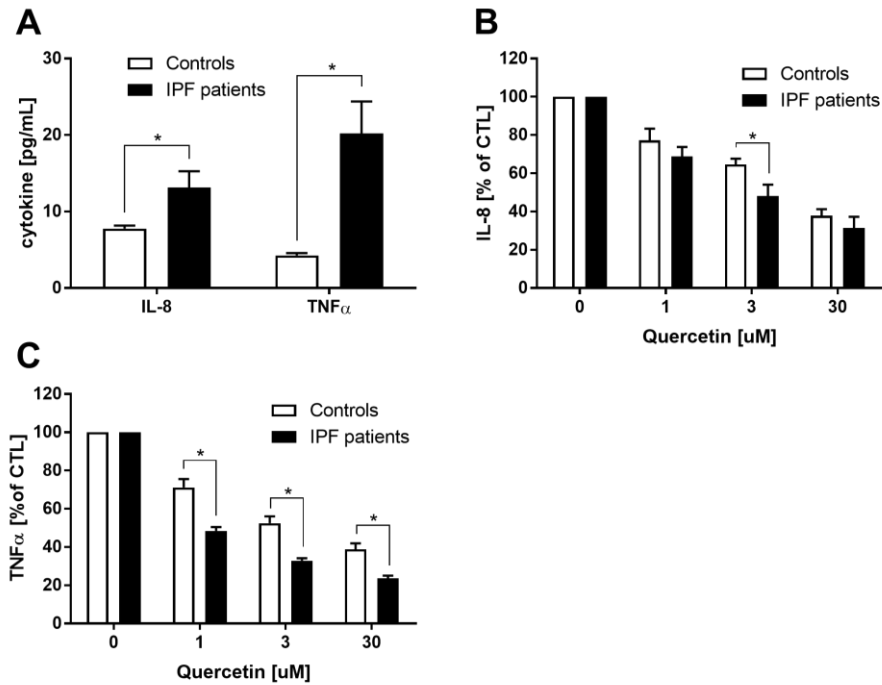 A
cytokine [pg/mL]
30
20
10
0
Controls
IPF patients
*
*
IL-8
TNFα
B
IL-8 [% of CTL]
120
100
80
60
40
20
0
Controls
IPF patients
*
0 1 3 30
Quercetin [uM]
C
TNFα [%of CTL]
120
100
80
60
40
20
0
Controls
IPF patients
*
*
*
0 1 3 30
Quercetin [uM]